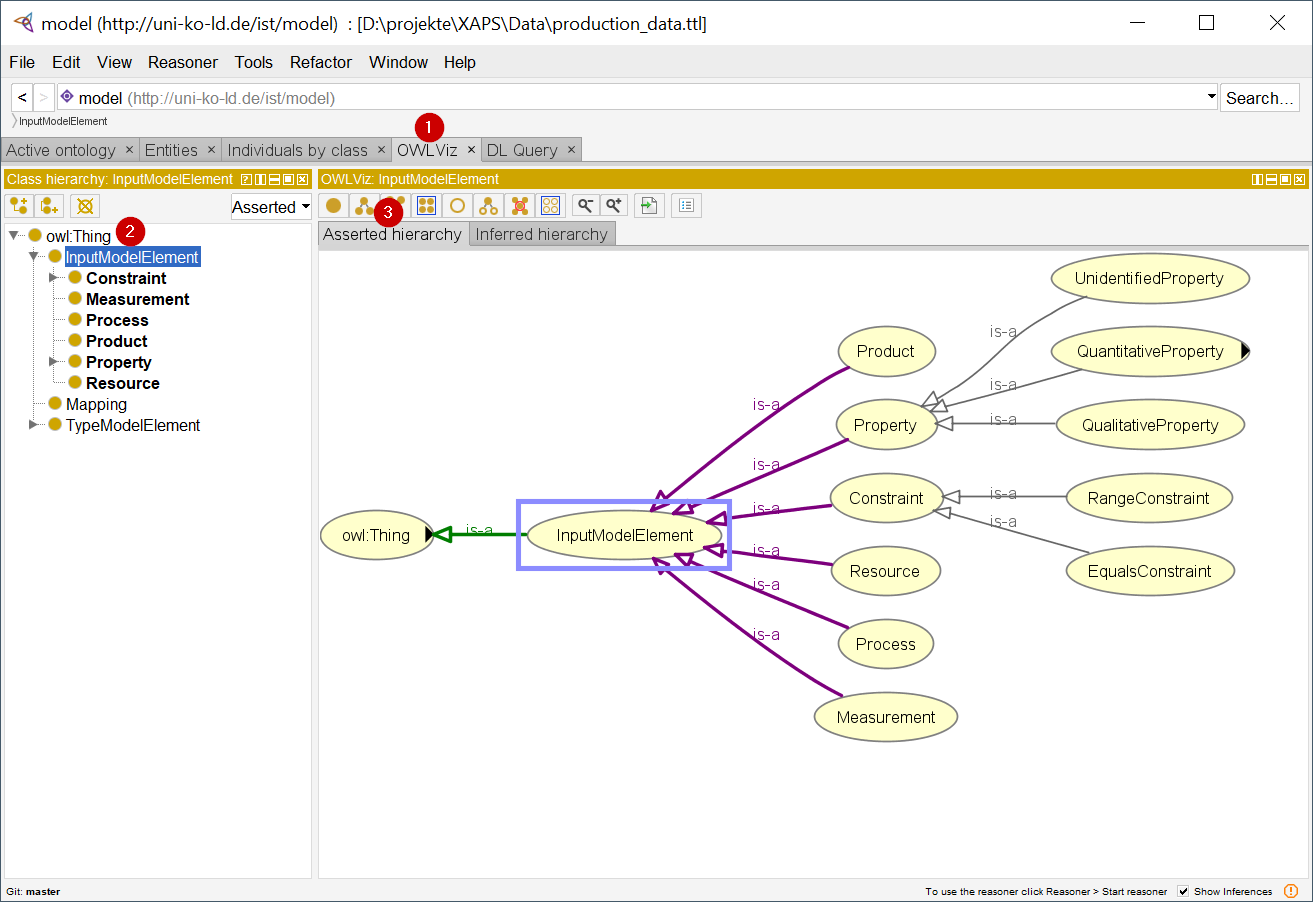 model (http://uni-ko-ld.de/ist/model) : [D:\projekte\XAPS\Data\production_data.ttl]
File Edit View Reasoner Tools Refactor Window Help
< > model (http://uni-ko-ld.de/ist/model) Search...
InputModelElement
1
Active ontology × Entities × Individuals by class × OWLViz × DL Query ×
Class hierarchy: InputModelElement
Asserted
2
owl:Thing
InputModelElement
Constraint
Measurement
Process
Product
Property
Resource
Mapping
TypeModelElement
OWLViz: InputModelElement
3
Asserted hierarchy Inferred hierarchy
UnidentifiedProperty
is-a
Product
QuantitativeProperty
is-a
is-a
Property
is-a
QualitativeProperty
is-a
Constraint
is-a
RangeConstraint
is-a
is-a
owl:Thing
is-a
InputModelElement
is-a
Resource
EqualsConstraint
is-a
Process
is-a
Measurement
Git: master
To use the reasoner click Reasoner > Start reasoner Show Inferences